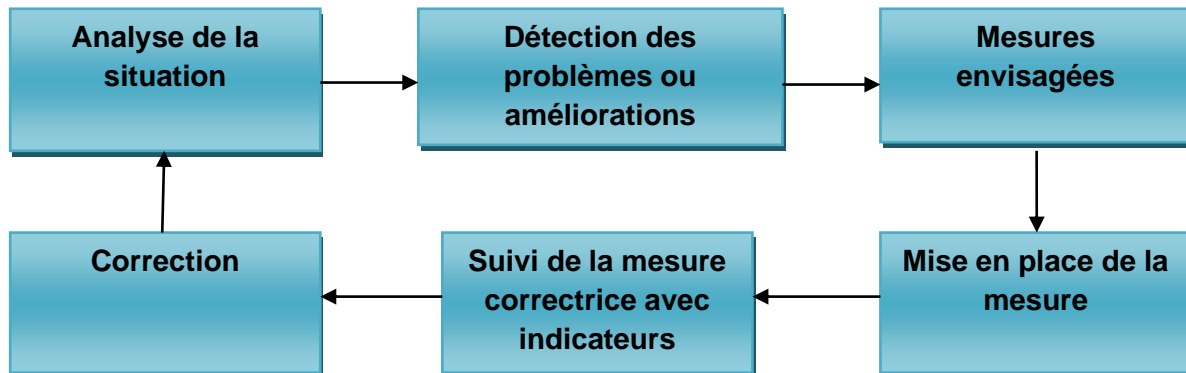 Analyse de la
situation
Détection des
problèmes ou
améliorations
Mesures
envisagées
Correction
Suivi de la mesure
correctrice avec
indicateurs
Mise en place de la
mesure